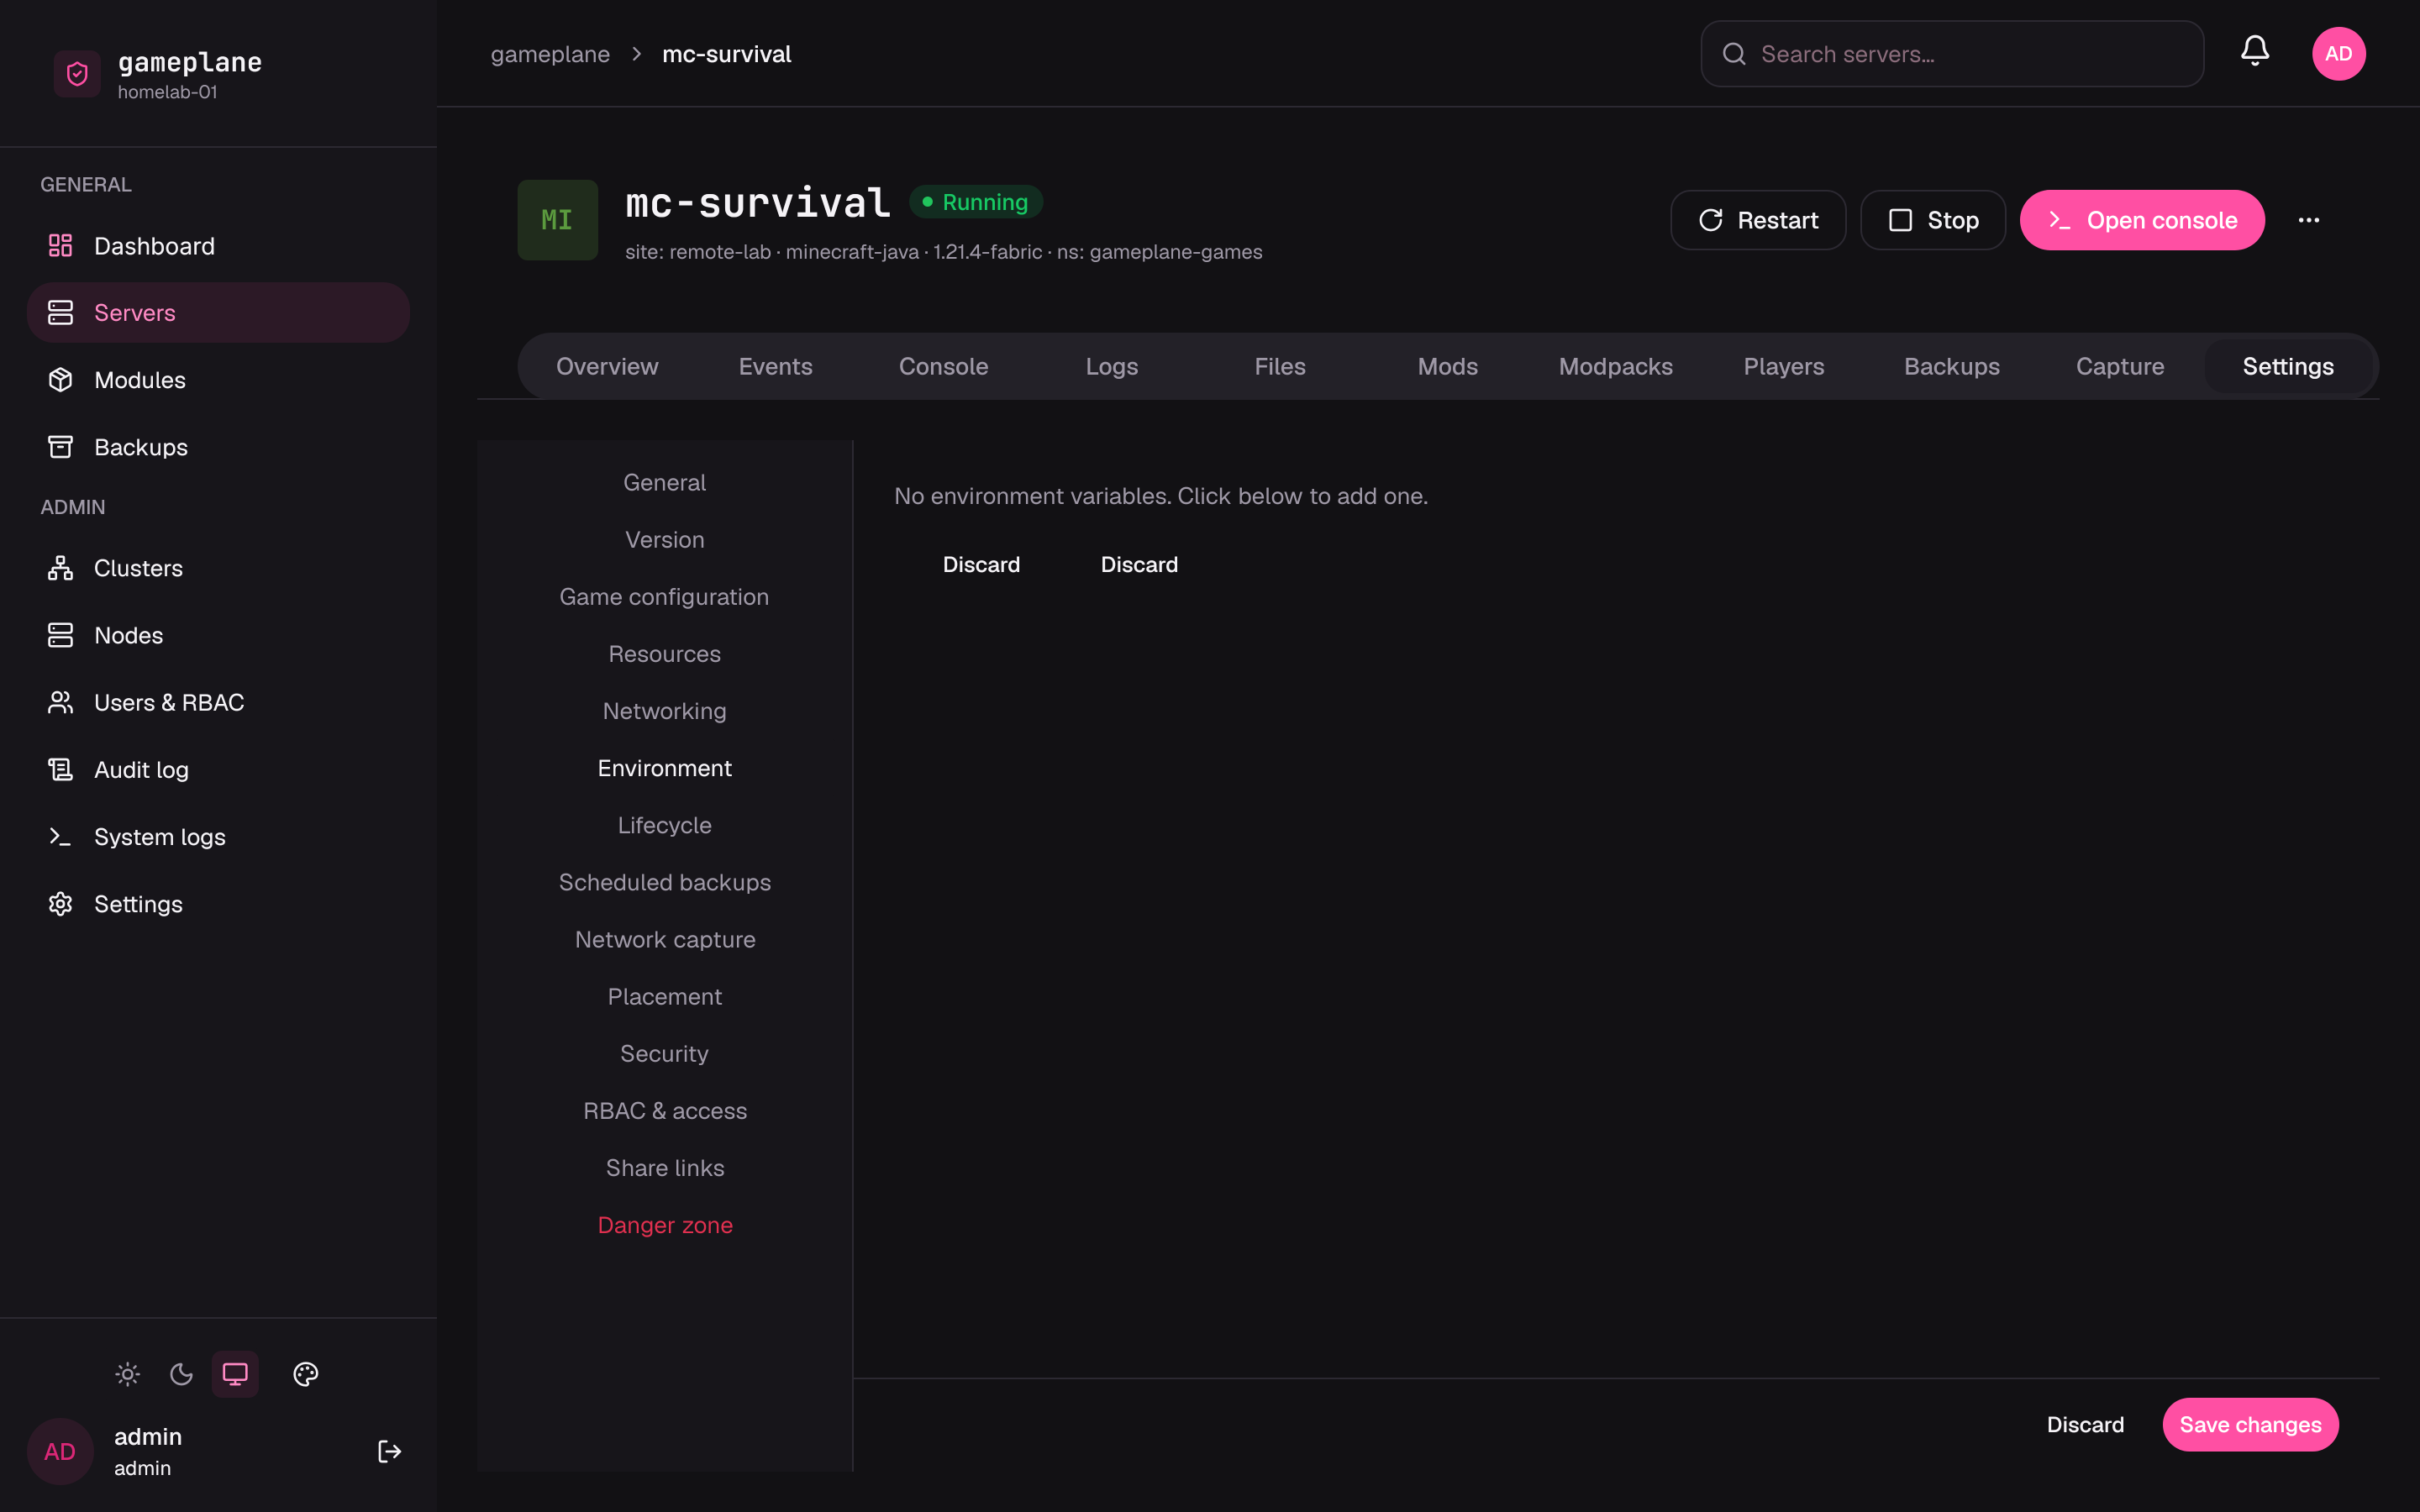 gameplane
homelab-01
GENERAL
Dashboard
Servers
Modules
Backups
ADMIN
Clusters
Nodes
Users & RBAC
Audit log
System logs
Settings
AD
admin
admin
gameplane > mc-survival
Search servers...
AD
MI
mc-survival
Running
site: remote-lab · minecraft-java · 1.21.4-fabric · ns: gameplane-games
Restart
Stop
Open console
Overview Events Console Logs Files Mods Modpacks Players Backups Capture Settings
General
Version
Game configuration
Resources
Networking
Environment
Lifecycle
Scheduled backups
Network capture
Placement
Security
RBAC & access
Share links
Danger zone
No environment variables. Click below to add one.
Discard Discard
Discard Save changes